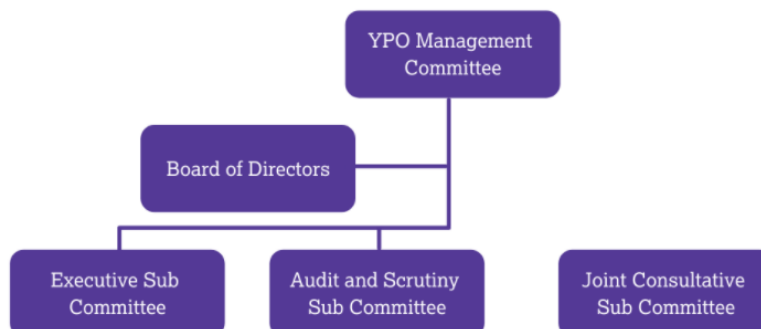 YPO Management
Committee
Board of Directors
Executive Sub
Committee
Audit and Scrutiny
Sub Committee
Joint Consultative
Sub Committee